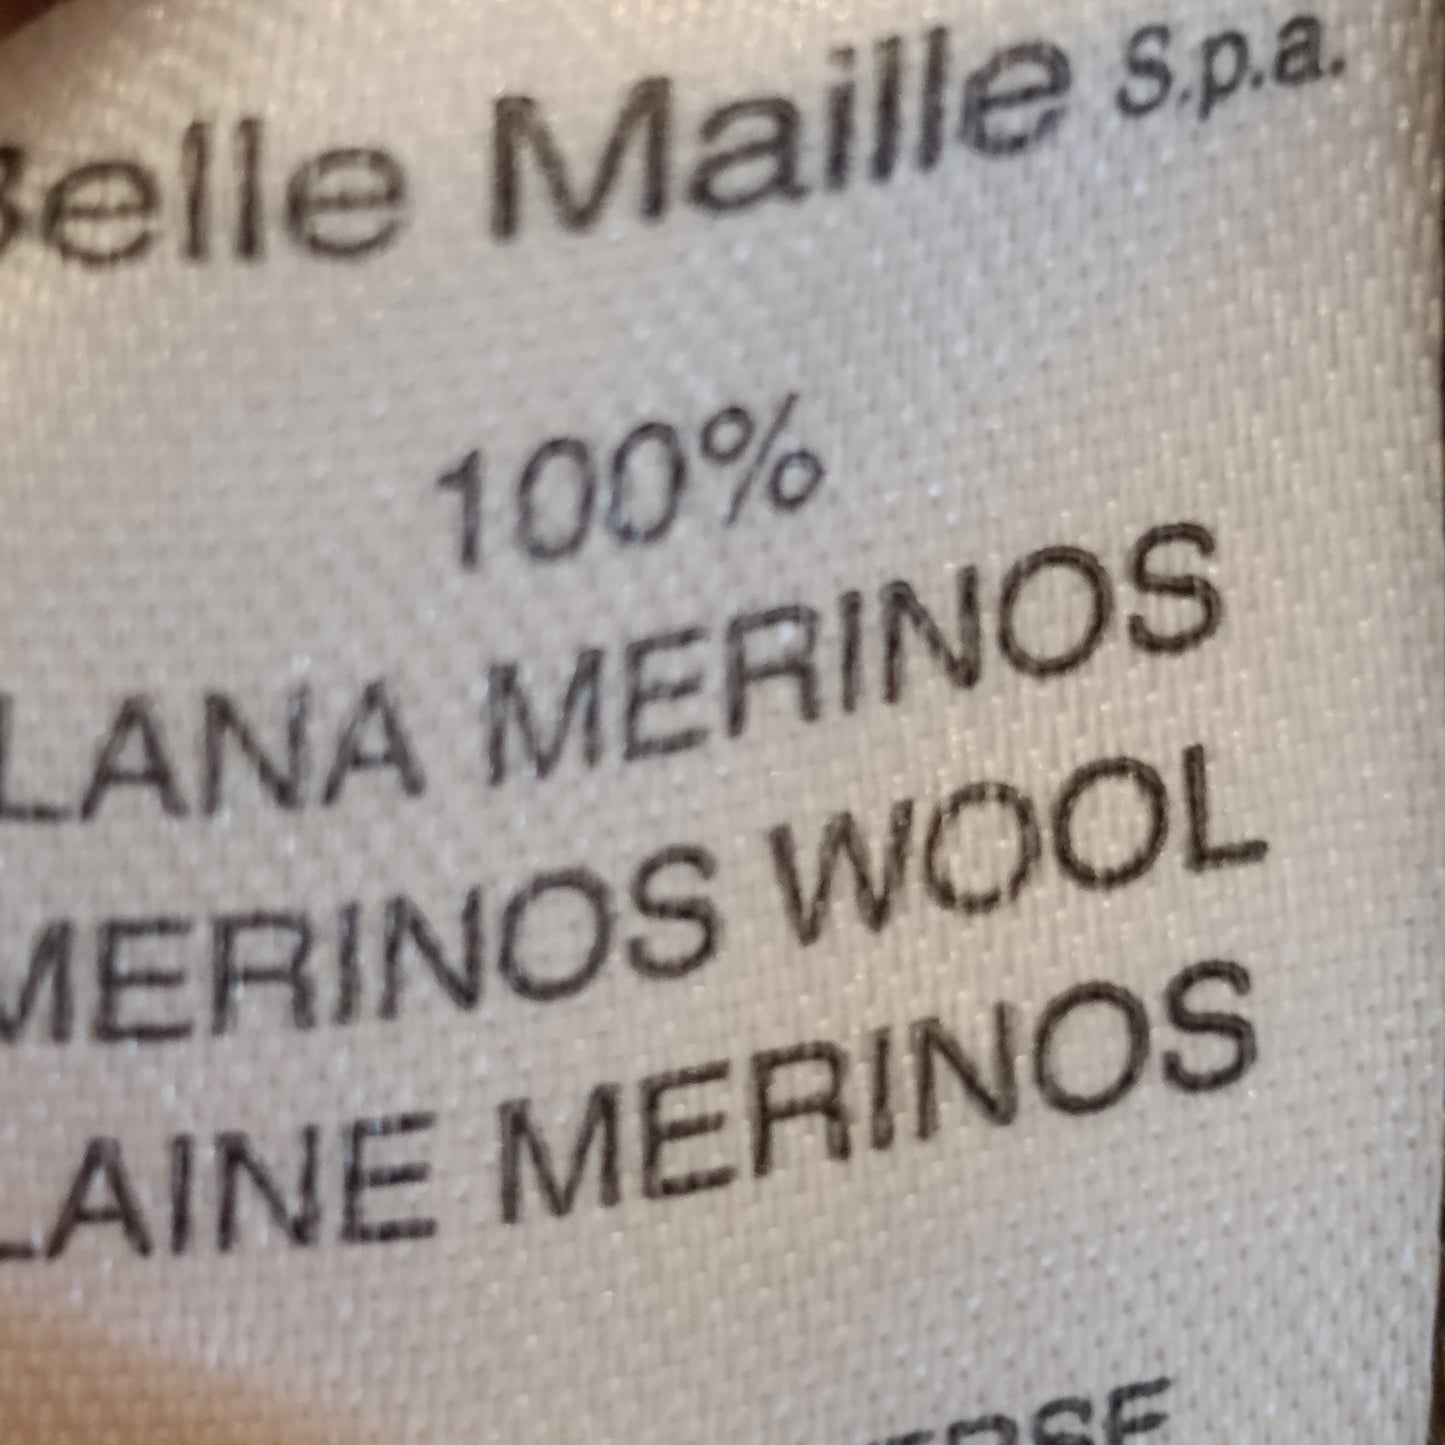 Belle Maille S.p.a.
100%
LANA MERINOS
MERINOS WOOL
LAINE MERINOS